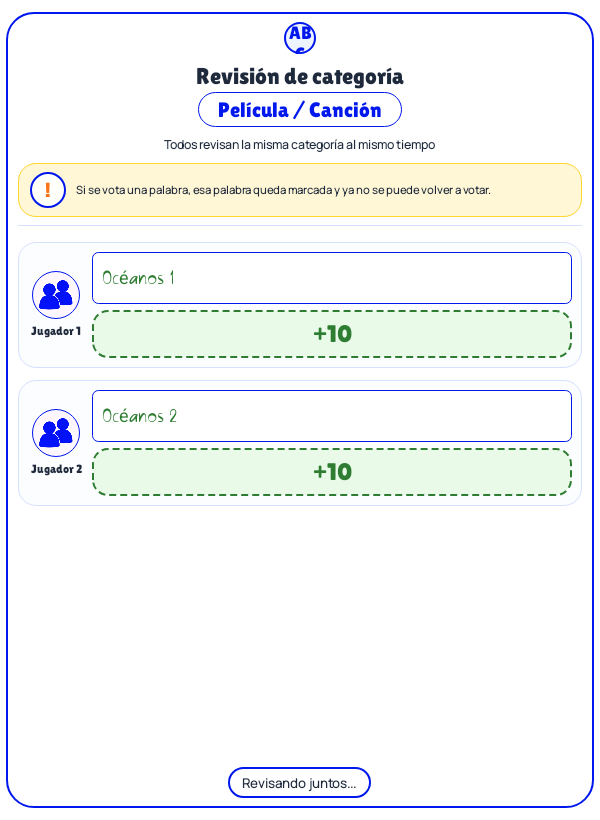 ABC
Revisión de categoría
Película / Canción
Todos revisan la misma categoría al mismo tiempo
! Si se vota una palabra, esa palabra queda marcada y ya no se puede volver a votar.
Océanos 1
+10
Jugador 1
Océanos 2
+10
Jugador 2
Revisando juntos...